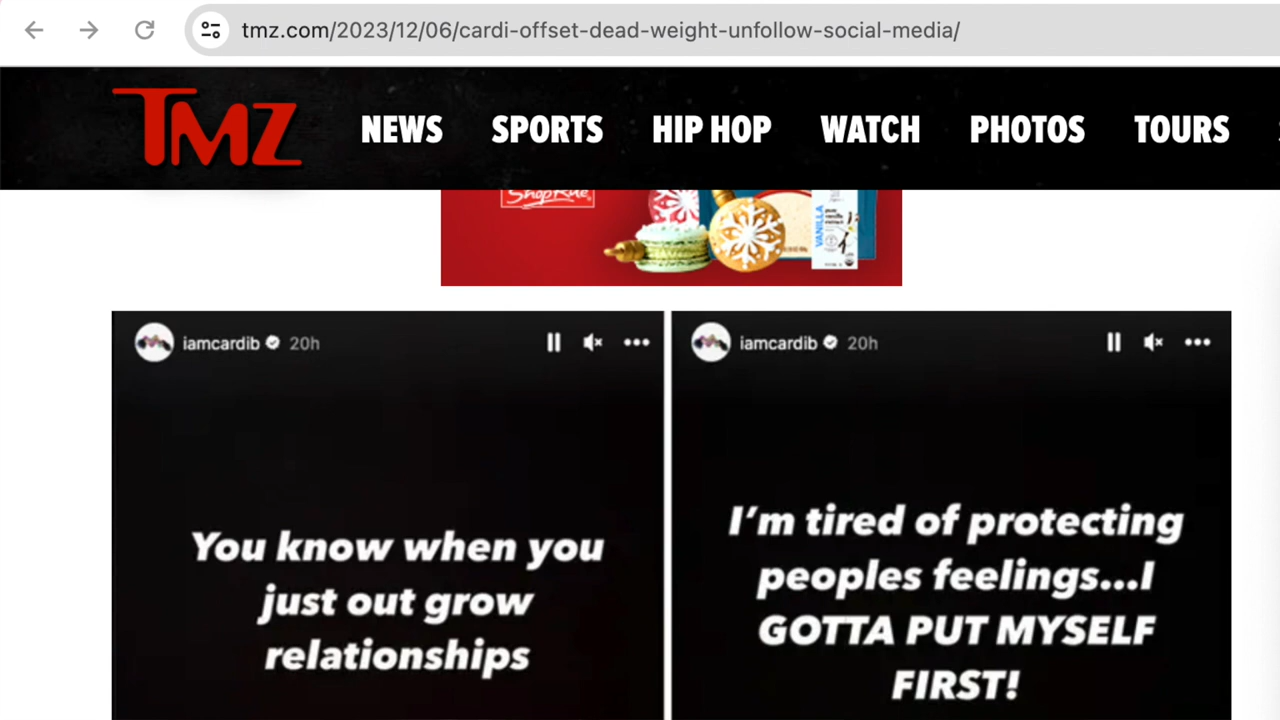 tmz.com/2023/12/06/cardi-offset-dead-weight-unfollow-social-media/
TMZ NEWS SPORTS HIP HOP WATCH PHOTOS TOURS
ShopRite
VANILLA
iamcardib 20h
You know when you
just out grow
relationships
iamcardib 20h
I'm tired of protecting
peoples feelings...I
GOTTA PUT MYSELF
FIRST!